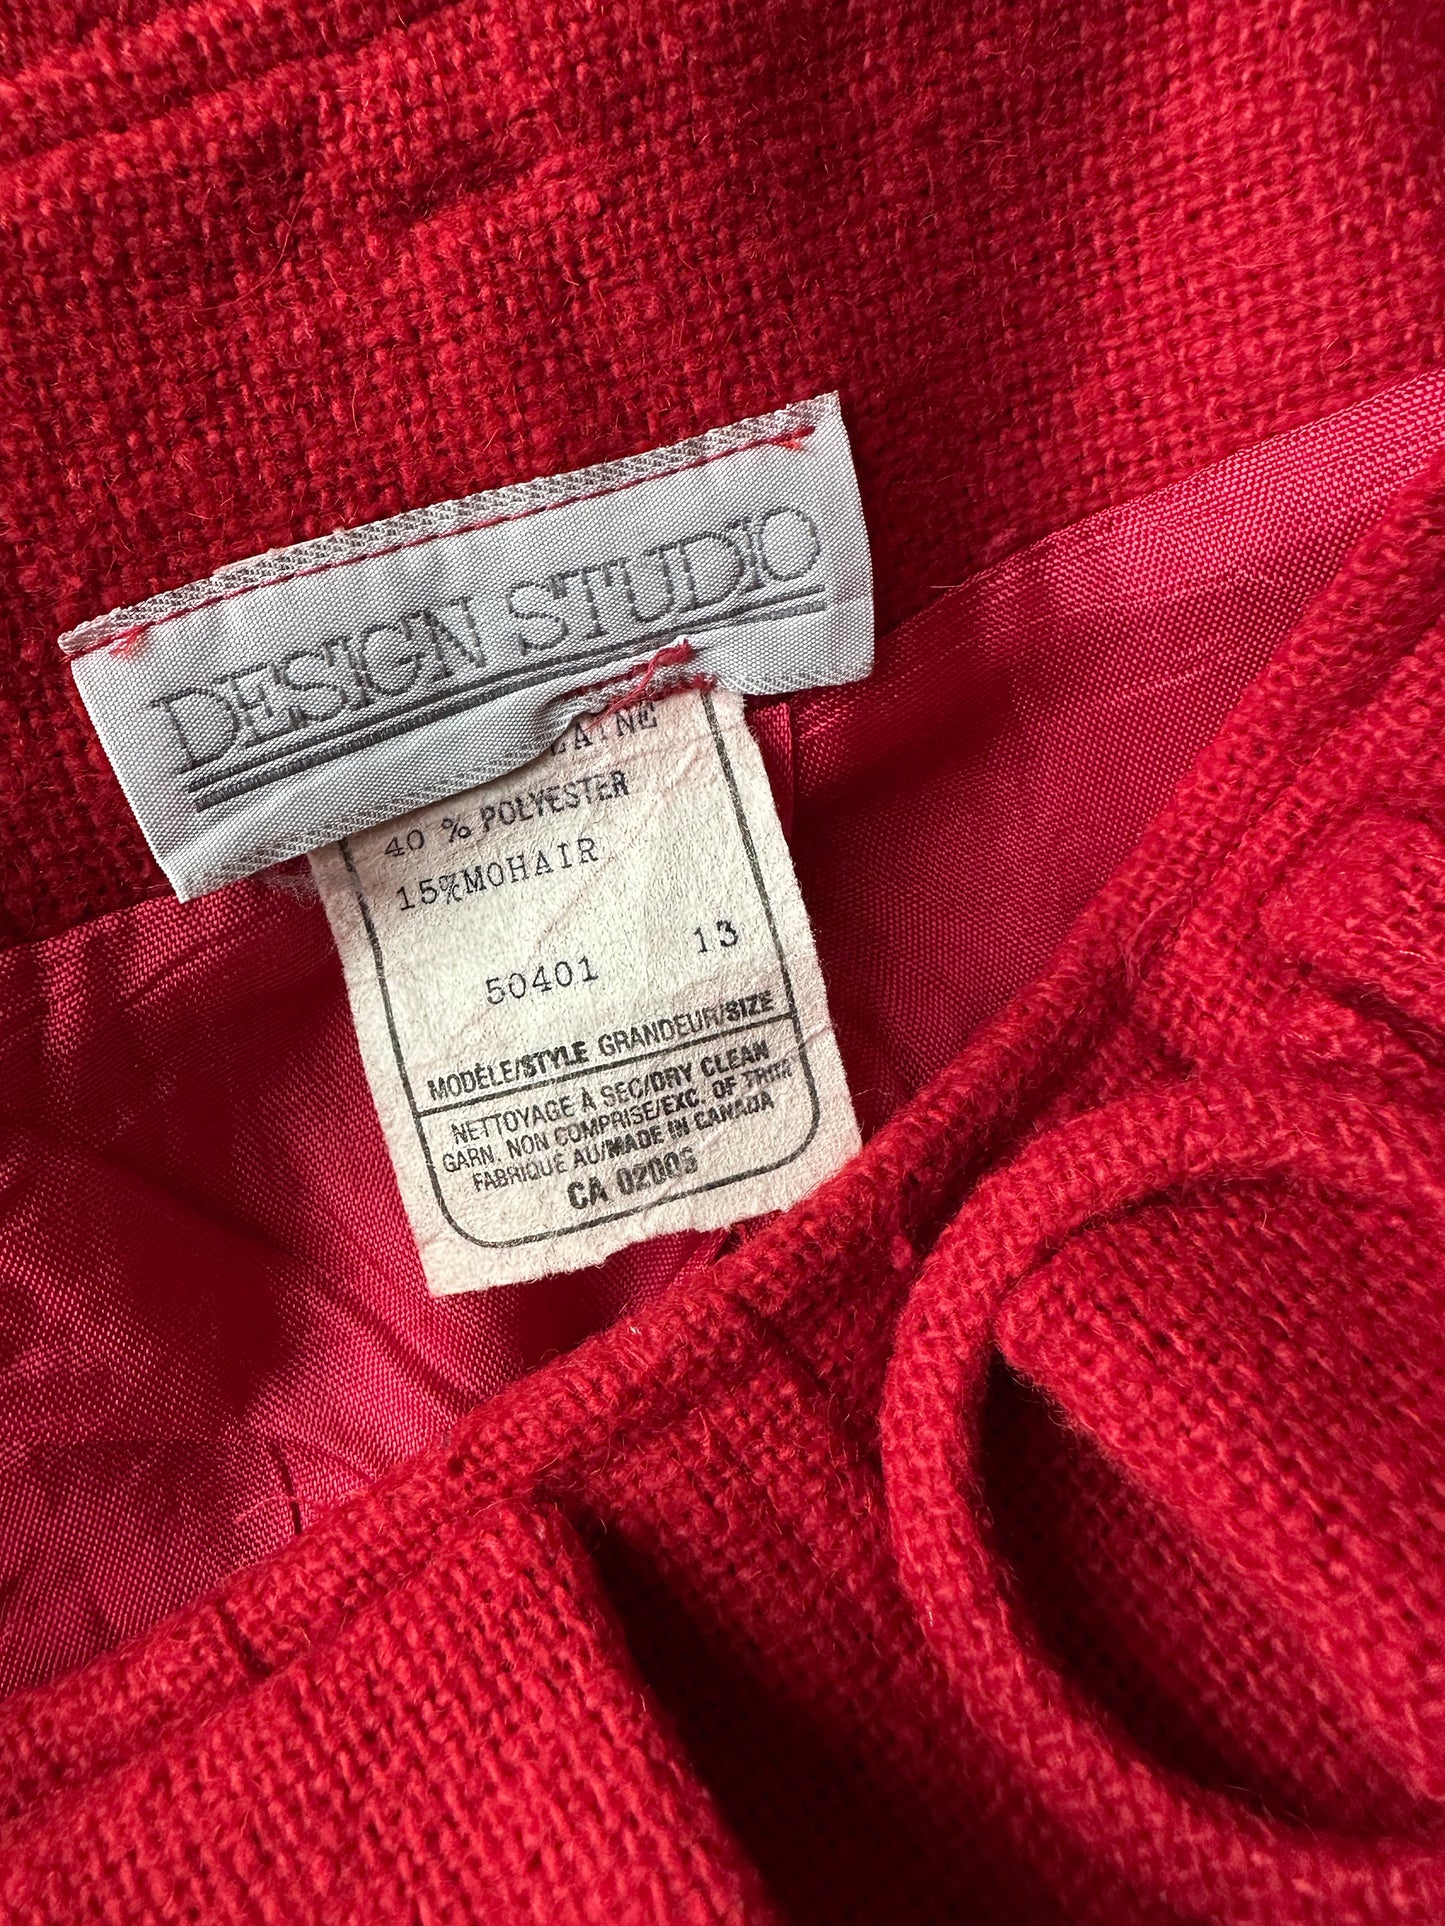 DESIGN STUDIO
LAINE
40 % POLYESTER
15%MOHAIR
50401 13
MODÈLE/STYLE GRANDEUR/SIZE
NETTOYAGE À SEC/DRY CLEAN
GARN. NON COMPRISE/EXC. OF TRIM
FABRIQUÉ AU/MADE IN CANADA
CA 02005